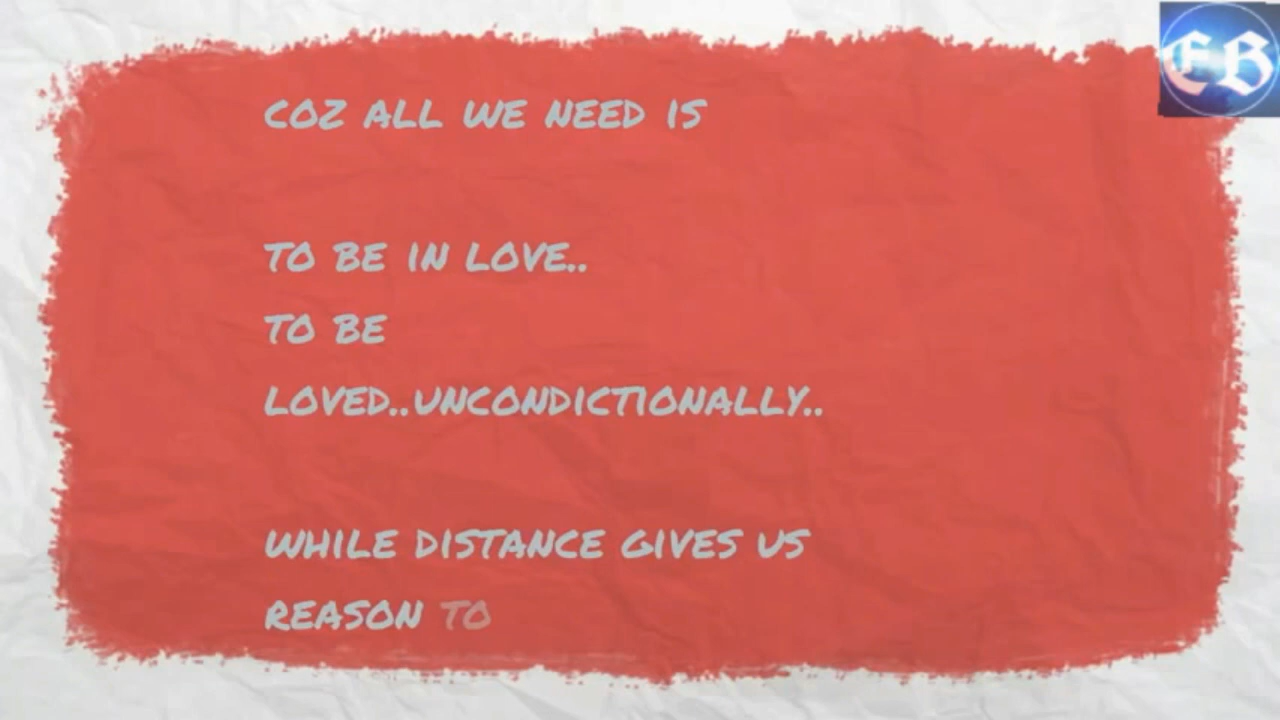 EB
COZ ALL WE NEED IS
TO BE IN LOVE..
TO BE
LOVED..UNCONDICTIONALLY..
WHILE DISTANCE GIVES US
REASON TO